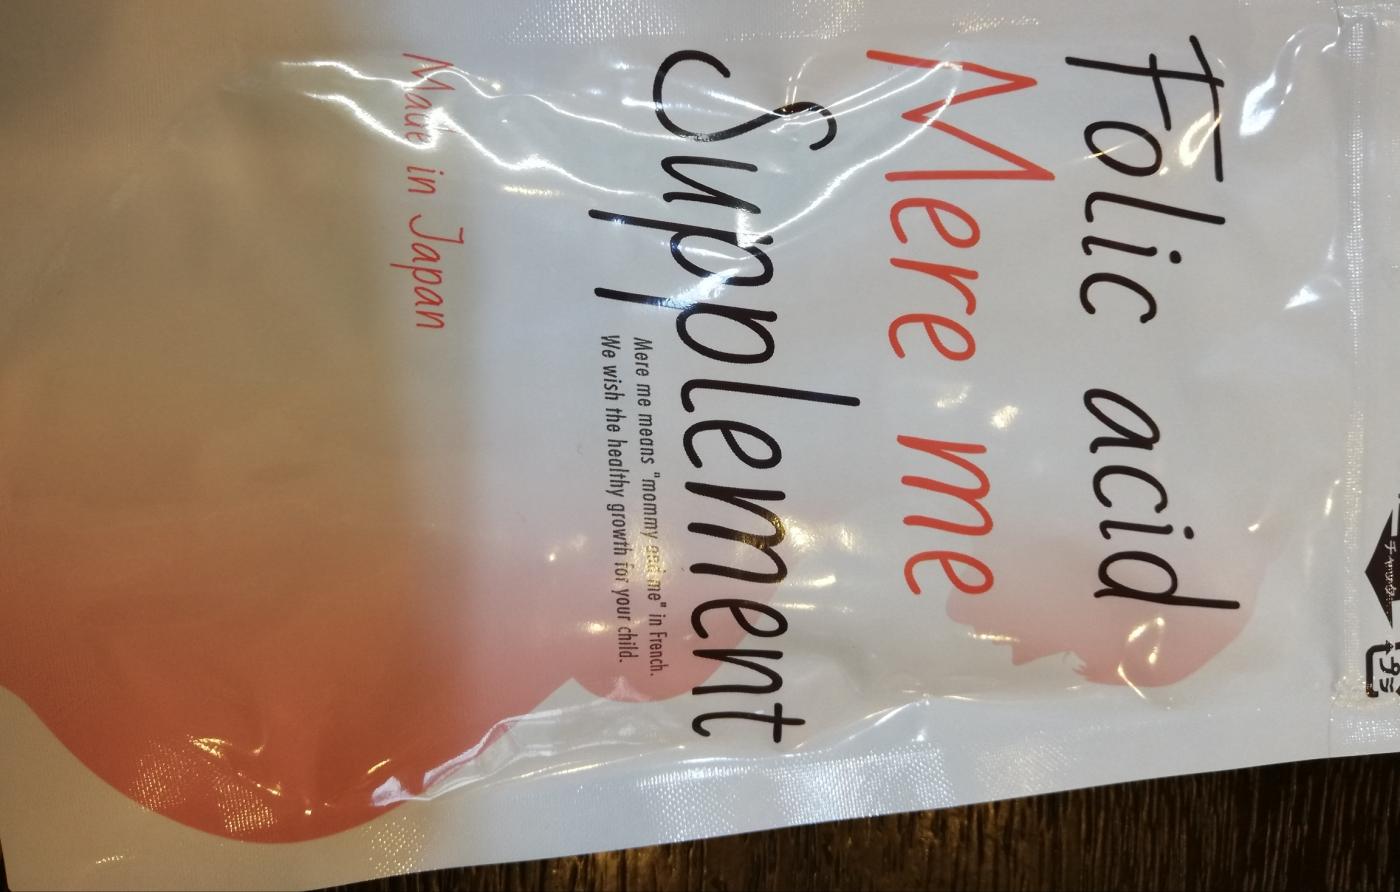 Folic acid
Mere me
Supplement
Mere me means "mommy and me" in French.
We wish the healthy growth for your child.
Made in Japan